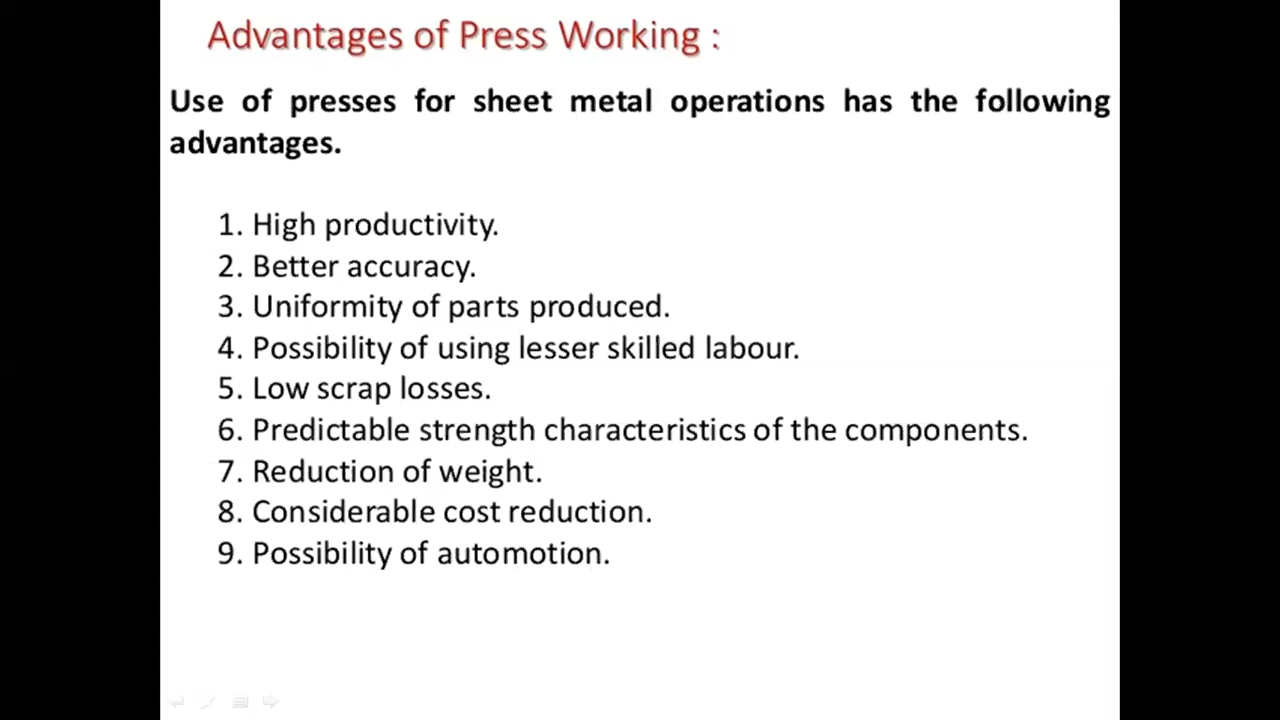 Advantages of Press Working :
Use of presses for sheet metal operations has the following
advantages.
1. High productivity.
2. Better accuracy.
3. Uniformity of parts produced.
4. Possibility of using lesser skilled labour.
5. Low scrap losses.
6. Predictable strength characteristics of the components.
7. Reduction of weight.
8. Considerable cost reduction.
9. Possibility of automotion.